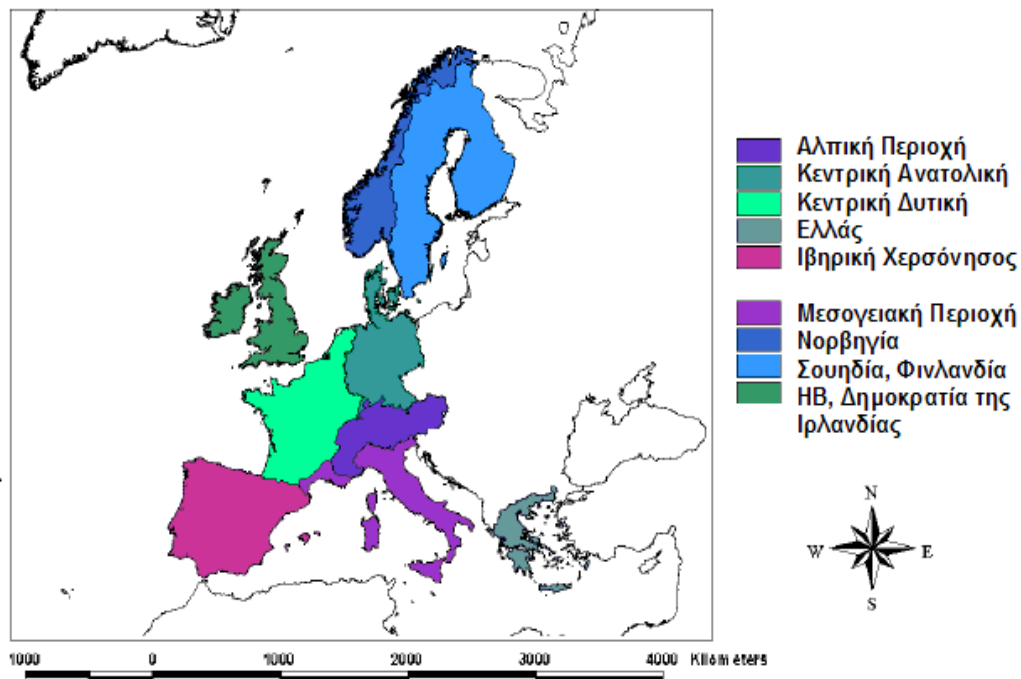 Αλπική Περιοχή
Κεντρική Ανατολική
Κεντρική Δυτική
Ελλάς
Ιβηρική Χερσόνησος
Μεσογειακή Περιοχή
Νορβηγία
Σουηδία, Φινλανδία
ΗΒ, Δημοκρατία της
Ιρλανδίας
N
W E
S
1000 0 1000 2000 3000 4000 Kilometers